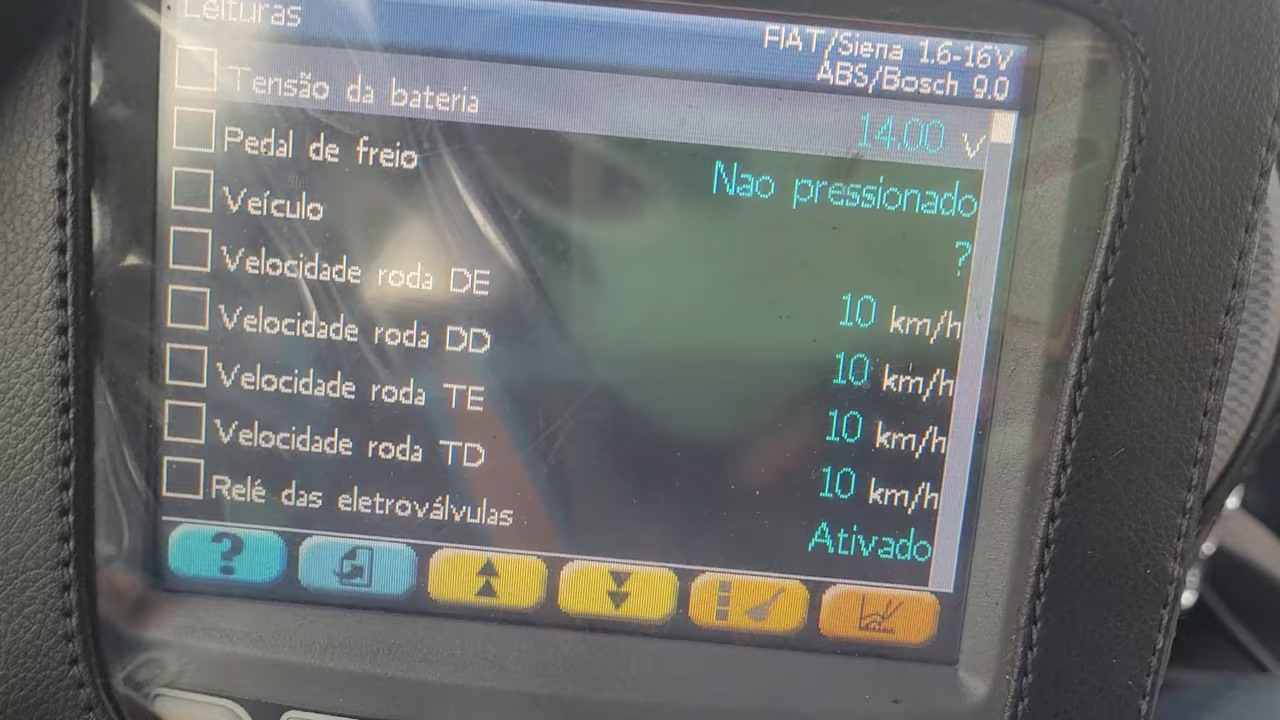 Leituras
FIAT/Siena 1.6-16V
ABS/Bosch 9.0
Tensão da bateria 14.00 V
Pedal de freio Nao pressionado
Veículo ?
Velocidade roda DE 10 km/h
Velocidade roda DD 10 km/h
Velocidade roda TE 10 km/h
Velocidade roda TD 10 km/h
Relé das eletroválvulas Ativado
?